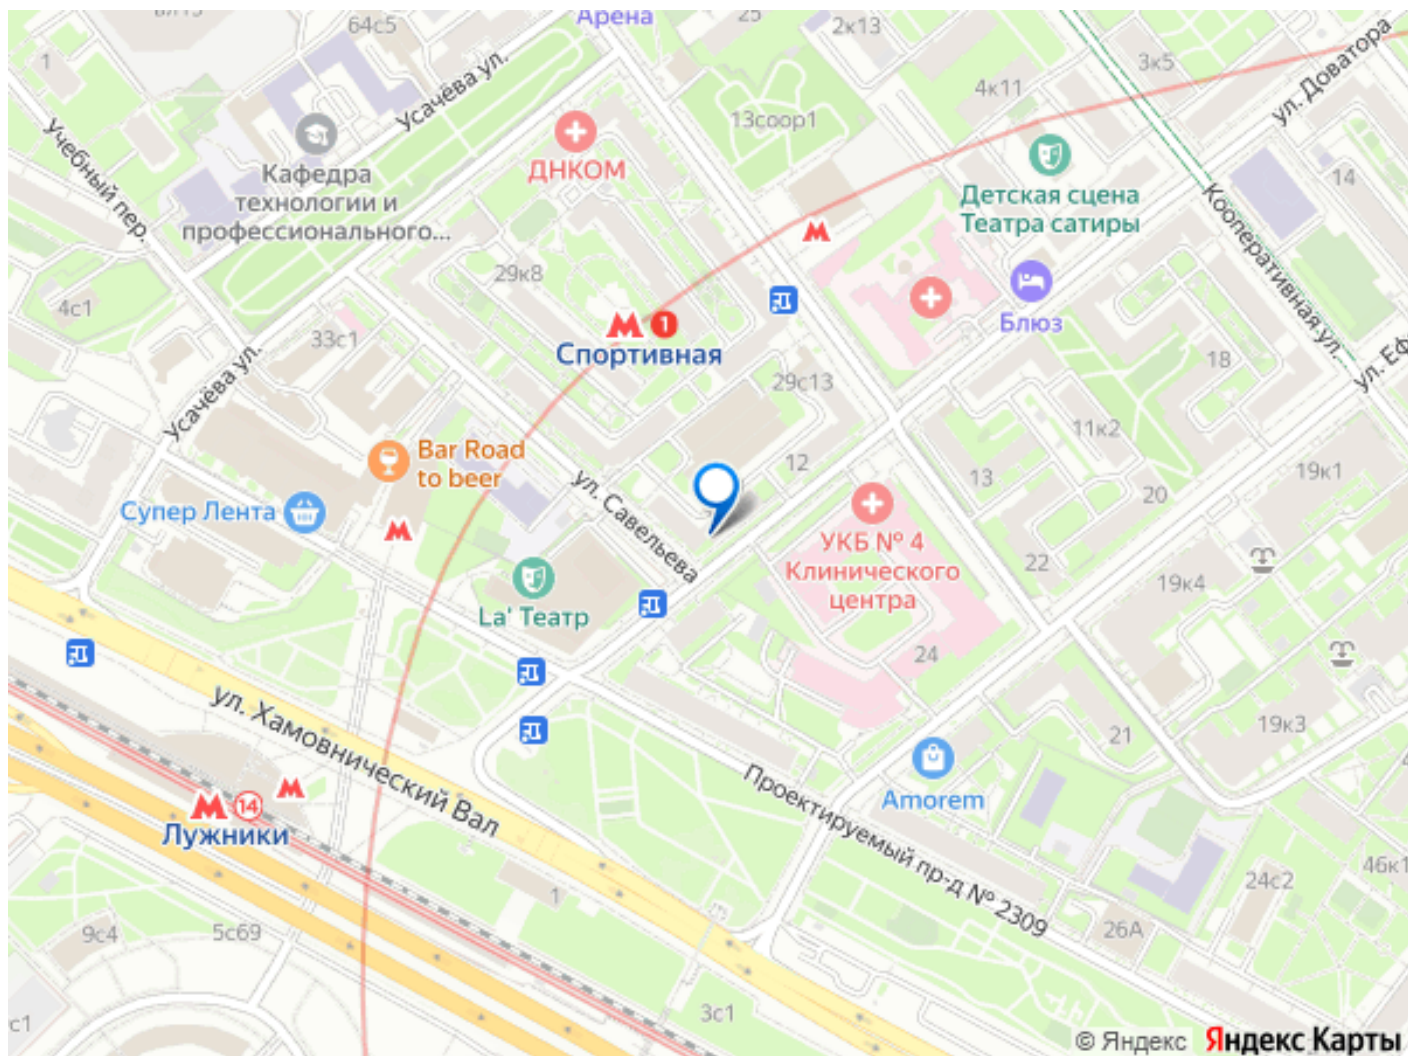 Арена
64с5
25
2к13
3к5
ул. Доватора
1
Усачёва ул.
4к11
13соор1
Учебный пер.
ДНКОМ
Кафедра
технологии и
профессионального...
Детская сцена
Театра сатиры
14
Кооперативная ул.
29к8
4с1
33с1
1
Спортивная
Блюз
18
ул. Еф
Усачёва ул.
29с13
11к2
Bar Road
to beer
12
13
19к1
20
Супер Лента
ул. Савельева
УКБ № 4
Клинического
центра
22
19к4
La' Театр
24
ул. Хамовнический Вал
19к3
21
Проектируемый пр-д № 2309
Amorem
14
Лужники
46к1
24с2
1
9с4
5с69
26А
3с1
с1
© Яндекс
Яндекс Карты